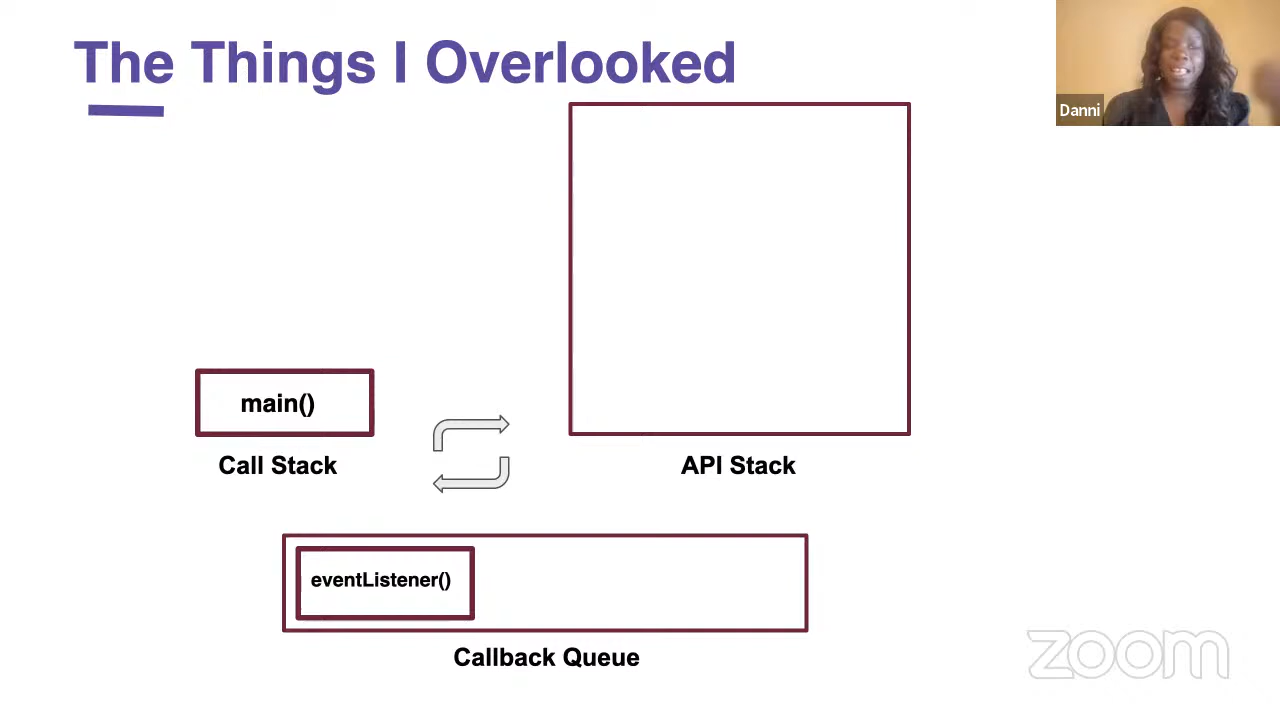 The Things I Overlooked
Danni
main()
Call Stack
API Stack
eventListener()
Callback Queue
zoom